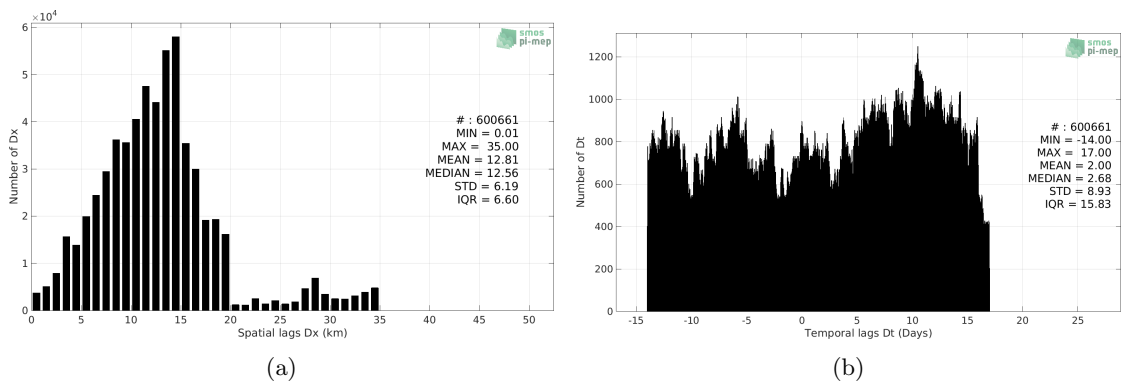 ×10⁴
6
5
4
3
2
1
0
Number of Dx
0 5 10 15 20 25 30 35 40 45 50
Spatial lags Dx (km)
smos
pi-mep
# : 600661
MIN = 0.01
MAX = 35.00
MEAN = 12.81
MEDIAN = 12.56
STD = 6.19
IQR = 6.60
(a)
1200
1000
800
600
400
200
0
Number of Dt
-15 -10 -5 0 5 10 15 20 25
Temporal lags Dt (Days)
smos
pi-mep
# : 600661
MIN = -14.00
MAX = 17.00
MEAN = 2.00
MEDIAN = 2.68
STD = 8.93
IQR = 15.83
(b)